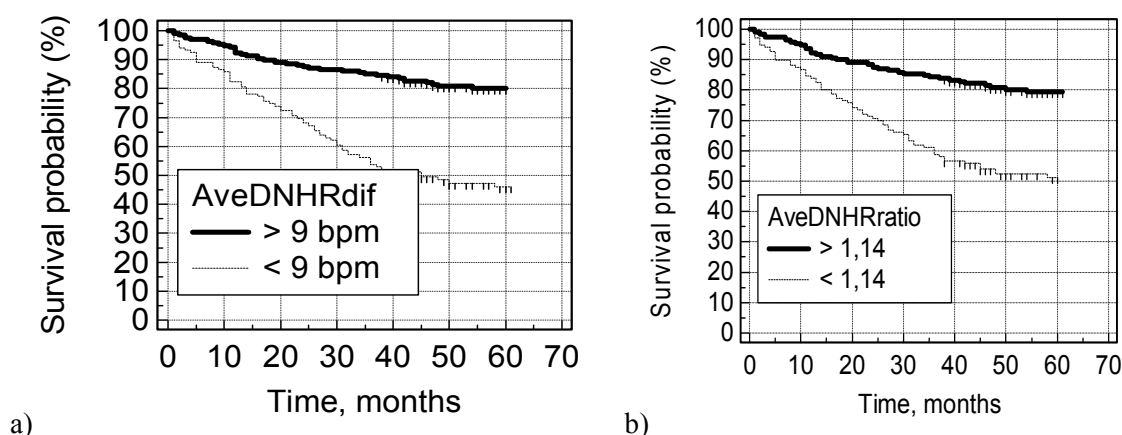 Survival probability (%)
100
90
80
70
60
50
40
30
20
10
0
AveDNHRdif
> 9 bpm
< 9 bpm
0 10 20 30 40 50 60 70
Time, months
a)
Survival probability (%)
100
90
80
70
60
50
40
30
20
10
0
AveDNHRratio
> 1,14
< 1,14
0 10 20 30 40 50 60 70
Time, months
b)